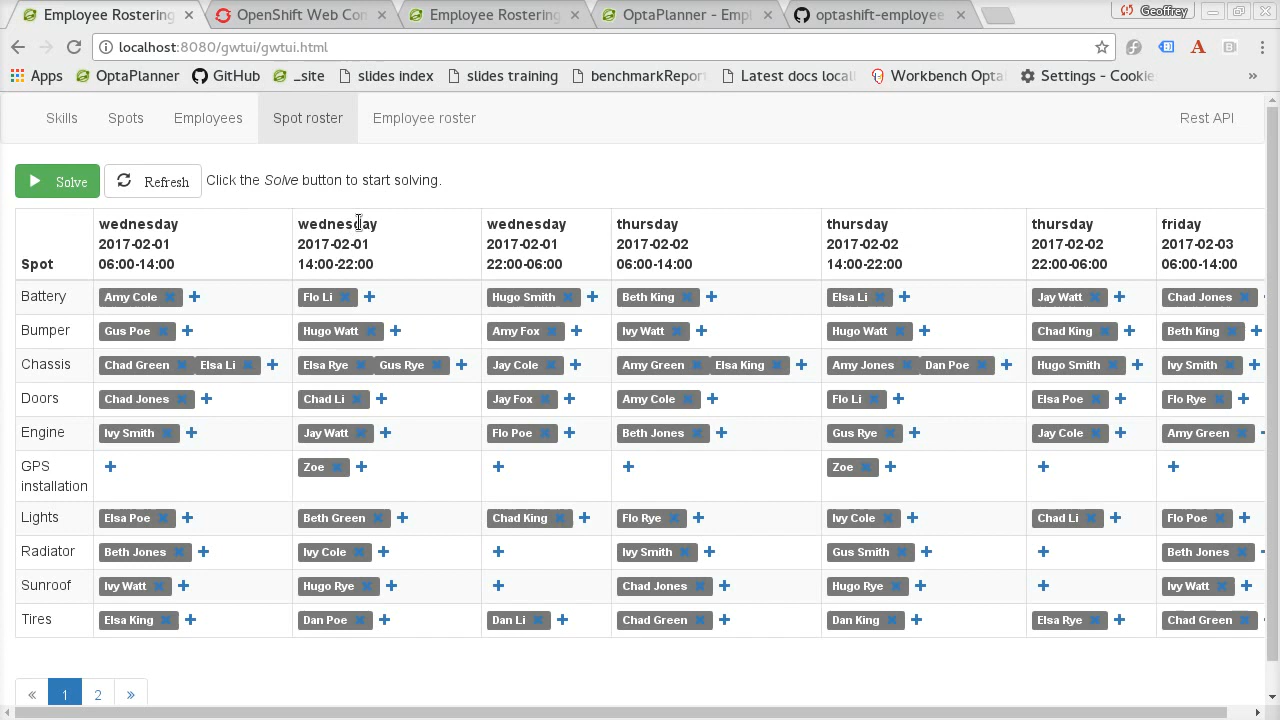 Employee Rostering
OpenShift Web Con
Employee Rostering
OptaPlanner - Empl
optashift-employee
Geoffrey
localhost:8080/gwtui/gwtui.html
Apps OptaPlanner GitHub _site slides index slides training benchmarkReport Latest docs local Workbench Opta Settings - Cookie »
Skills Spots Employees Spot roster Employee roster Rest API
Solve Refresh Click the Solve button to start solving.
wednesday wednesday wednesday thursday thursday thursday friday
2017-02-01 2017-02-01 2017-02-01 2017-02-02 2017-02-02 2017-02-02 2017-02-03
Spot 06:00-14:00 14:00-22:00 22:00-06:00 06:00-14:00 14:00-22:00 22:00-06:00 06:00-14:00
Battery Amy Cole Flo Li Hugo Smith Beth King Elsa Li Jay Watt Chad Jones
Bumper Gus Poe Hugo Watt Amy Fox Ivy Watt Hugo Watt Chad King Beth King
Chassis Chad Green Elsa Li Elsa Rye Gus Rye Jay Cole Amy Green Elsa King Amy Jones Dan Poe Hugo Smith Ivy Smith
Doors Chad Jones Chad Li Jay Fox Amy Cole Flo Li Elsa Poe Flo Rye
Engine Ivy Smith Jay Watt Flo Poe Beth Jones Gus Rye Jay Cole Amy Green
GPS Zoe Zoe
installation
Lights Elsa Poe Beth Green Chad King Flo Rye Ivy Cole Chad Li Flo Poe
Radiator Beth Jones Ivy Cole Ivy Smith Gus Smith Beth Jones
Sunroof Ivy Watt Hugo Rye Chad Jones Hugo Rye Ivy Watt
Tires Elsa King Dan Poe Dan Li Chad Green Dan King Elsa Rye Chad Green
« 1 2 »